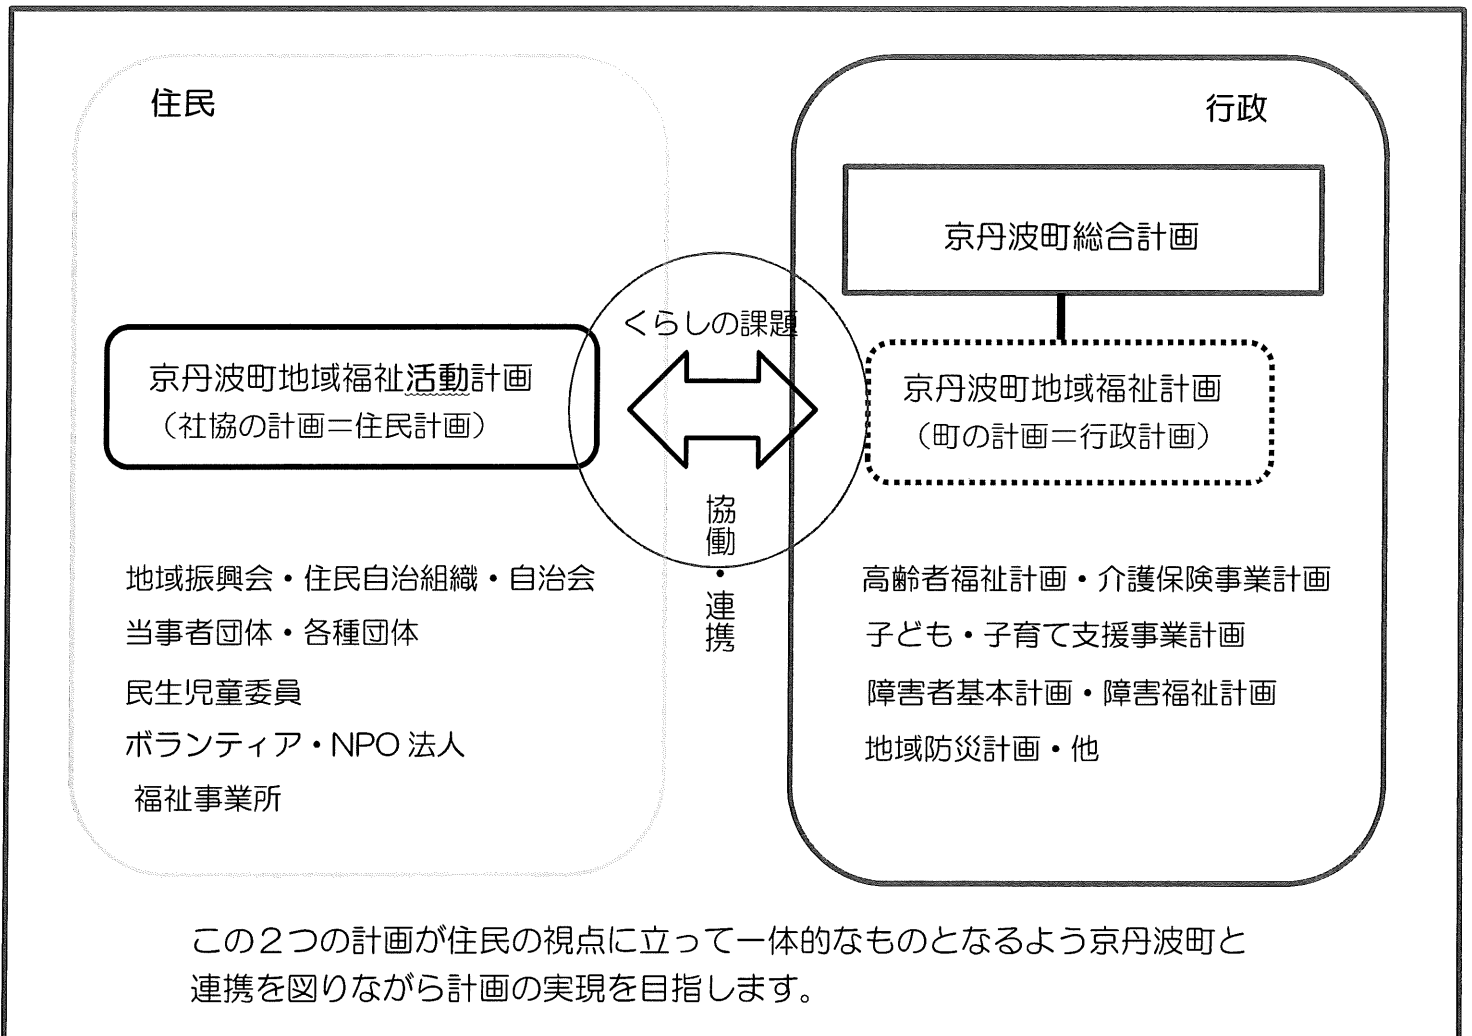 住民
京丹波町地域福祉活動計画
（社協の計画＝住民計画）
地域振興会・住民自治組織・自治会
当事者団体・各種団体
民生児童委員
ボランティア・NPO 法人
福祉事業所
くらしの課題
協働・連携
行政
京丹波町総合計画
京丹波町地域福祉計画
（町の計画＝行政計画）
高齢者福祉計画・介護保険事業計画
子ども・子育て支援事業計画
障害者基本計画・障害福祉計画
地域防災計画・他
この２つの計画が住民の視点に立って一体的なものとなるよう京丹波町と
連携を図りながら計画の実現を目指します。